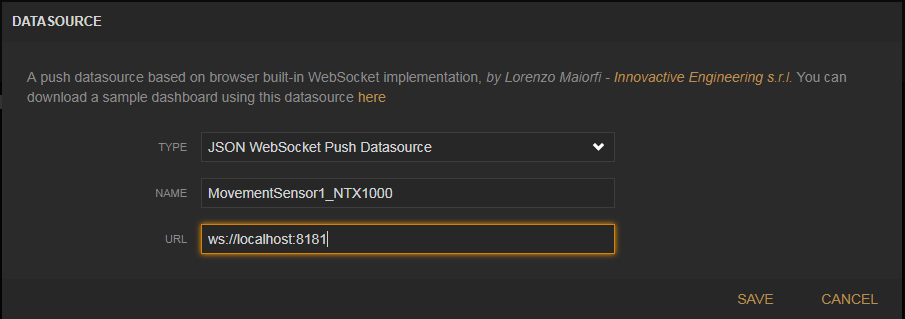 DATASOURCE
A push datasource based on browser built-in WebSocket implementation, by Lorenzo Maiorfi - Innovactive Engineering s.r.l. You can
download a sample dashboard using this datasource here
TYPE JSON WebSocket Push Datasource
NAME MovementSensor1_NTX1000
URL ws://localhost:8181
SAVE CANCEL